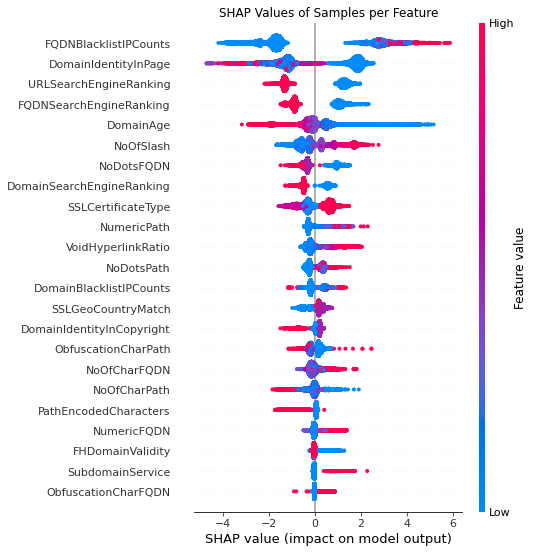 SHAP Values of Samples per Feature
High
FQDNBlacklistIPCounts
DomainIdentityInPage
URLSearchEngineRanking
FQDNSearchEngineRanking
DomainAge
NoOfSlash
NoDotsFQDN
DomainSearchEngineRanking
SSLCertificateType
NumericPath
VoidHyperlinkRatio
NoDotsPath
DomainBlacklistIPCounts
SSLGeoCountryMatch
DomainIdentityInCopyright
ObfuscationCharPath
NoOfCharFQDN
NoOfCharPath
PathEncodedCharacters
NumericFQDN
FHDomainValidity
SubdomainService
ObfuscationCharFQDN
Feature value
Low
−4 −2 0 2 4 6
SHAP value (impact on model output)